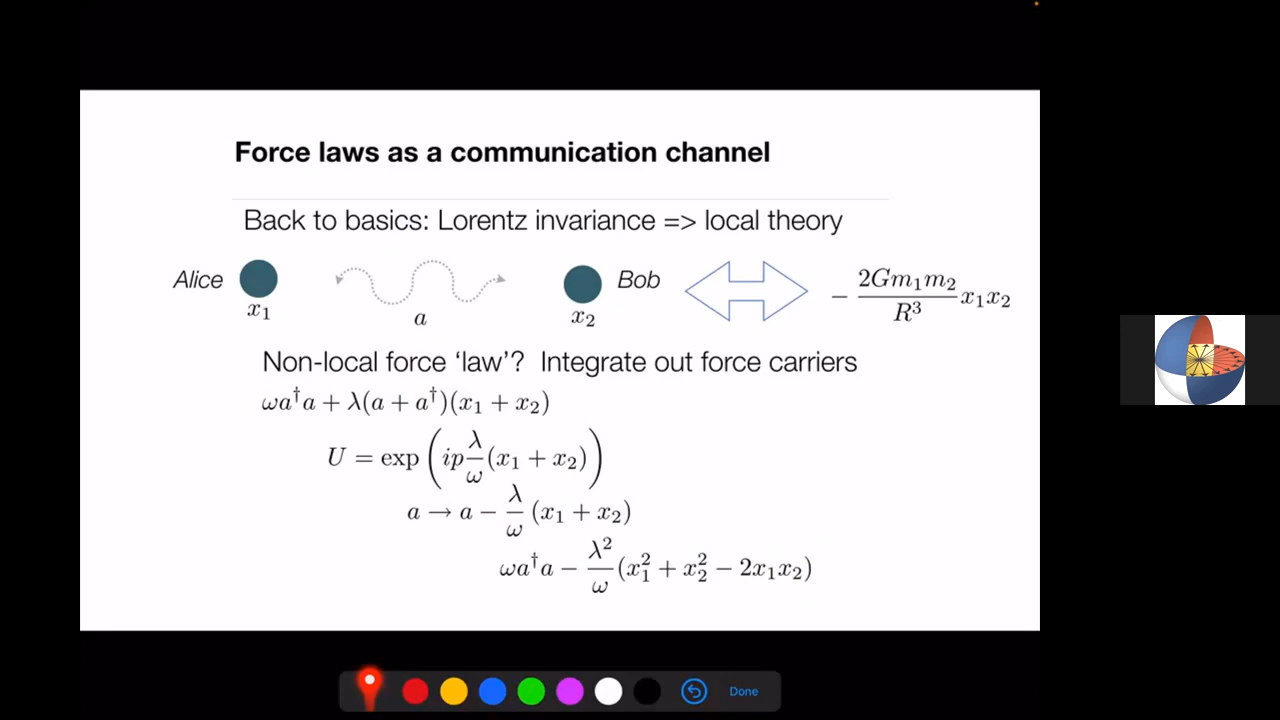 Force laws as a communication channel
Back to basics: Lorentz invariance => local theory
Alice x₁ a x₂ Bob − 2Gm₁m₂/R³ x₁x₂
Non-local force ‘law’? Integrate out force carriers
ωa†a + λ(a + a†)(x₁ + x₂)
U = exp(ip λ/ω (x₁ + x₂))
a → a − λ/ω (x₁ + x₂)
ωa†a − λ²/ω (x₁² + x₂² − 2x₁x₂)
Done